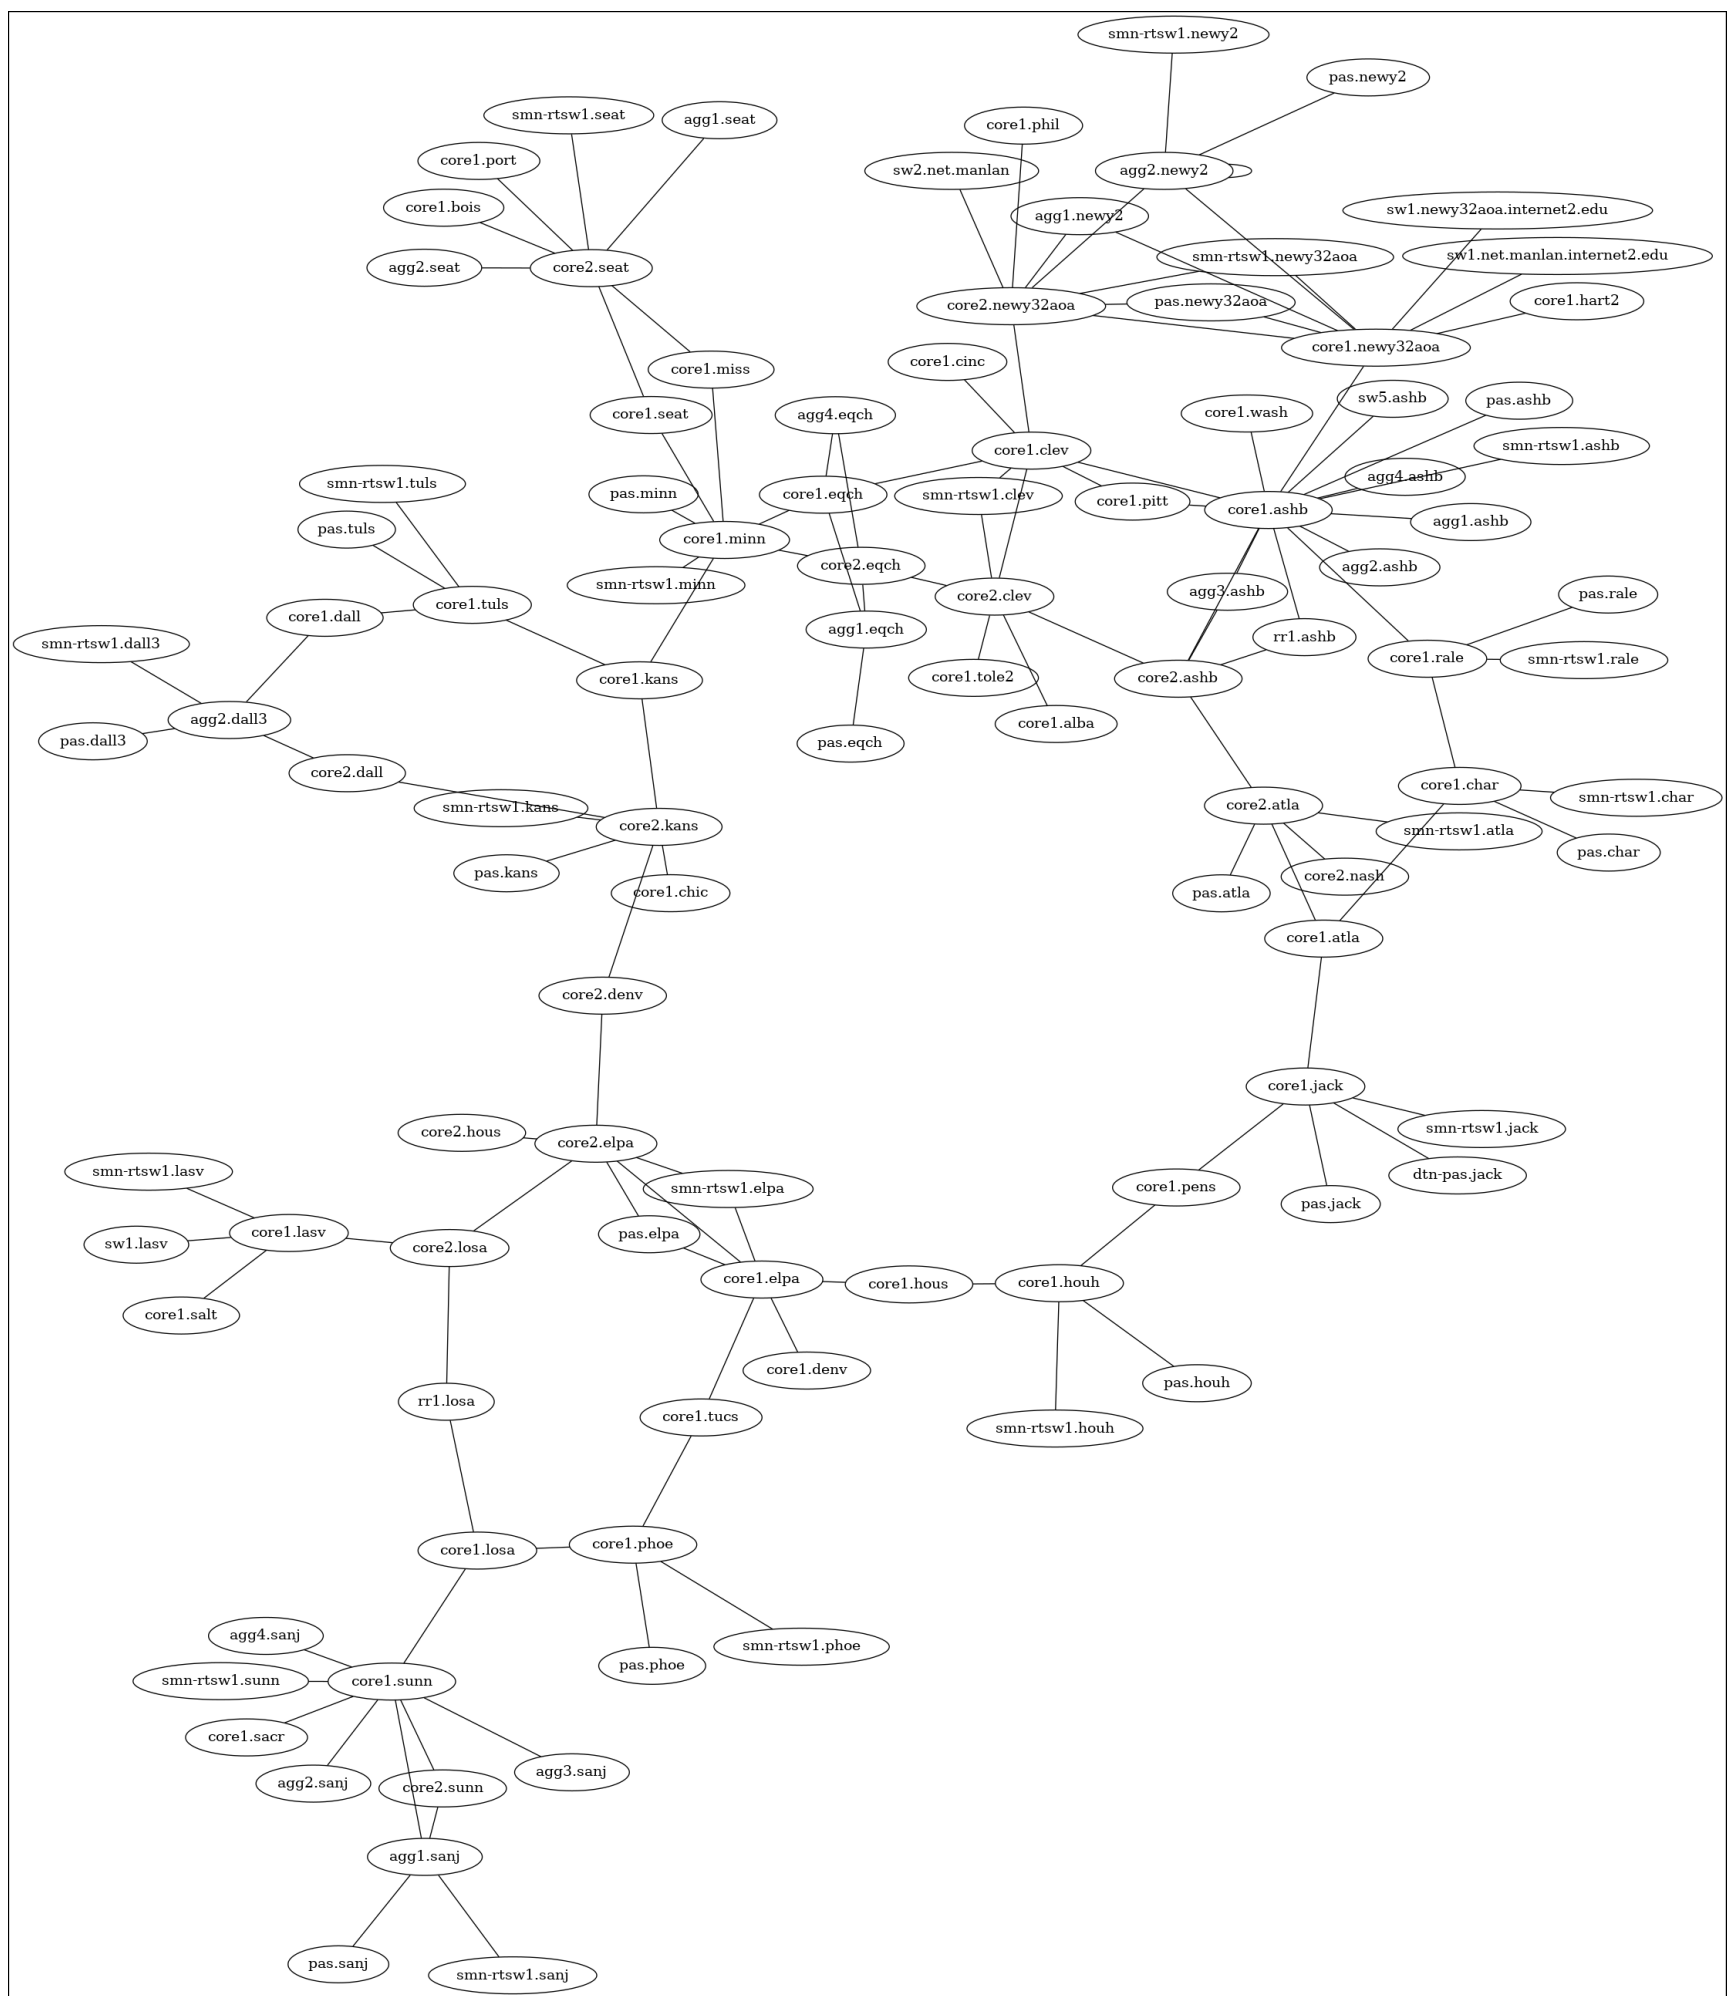 smn-rtsw1.newy2
pas.newy2
smn-rtsw1.seat
agg1.seat
core1.phil
core1.port
sw2.net.manlan
agg2.newy2
core1.bois
agg1.newy2
sw1.newy32aoa.internet2.edu
sw1.net.manlan.internet2.edu
smn-rtsw1.newy32aoa
agg2.seat
core2.seat
core2.newy32aoa
pas.newy32aoa
core1.hart2
core1.newy32aoa
core1.cinc
core1.miss
core1.seat
agg4.eqch
core1.wash
sw5.ashb
pas.ashb
core1.clev
smn-rtsw1.ashb
smn-rtsw1.tuls
agg4.ashb
pas.minn
core1.eqch
smn-rtsw1.clev
core1.pitt
core1.ashb
agg1.ashb
pas.tuls
core1.minn
core2.eqch
agg2.ashb
smn-rtsw1.minn
core2.clev
agg3.ashb
pas.rale
core1.dall
core1.tuls
agg1.eqch
rr1.ashb
smn-rtsw1.dall3
core1.rale
smn-rtsw1.rale
core1.kans
core1.tole2
core2.ashb
agg2.dall3
core1.alba
pas.dall3
pas.eqch
core2.dall
core1.char
smn-rtsw1.char
smn-rtsw1.kans
core2.atla
core2.kans
smn-rtsw1.atla
pas.char
pas.kans
core1.chic
pas.atla
core2.nash
core1.atla
core2.denv
core1.jack
core2.hous
core2.elpa
smn-rtsw1.jack
smn-rtsw1.lasv
smn-rtsw1.elpa
core1.pens
dtn-pas.jack
pas.jack
core1.lasv
pas.elpa
sw1.lasv
core2.losa
core1.elpa
core1.hous
core1.houh
core1.salt
core1.denv
pas.houh
rr1.losa
core1.tucs
smn-rtsw1.houh
core1.losa
core1.phoe
agg4.sanj
smn-rtsw1.phoe
pas.phoe
smn-rtsw1.sunn
core1.sunn
core1.sacr
agg2.sanj
core2.sunn
agg3.sanj
agg1.sanj
pas.sanj
smn-rtsw1.sanj